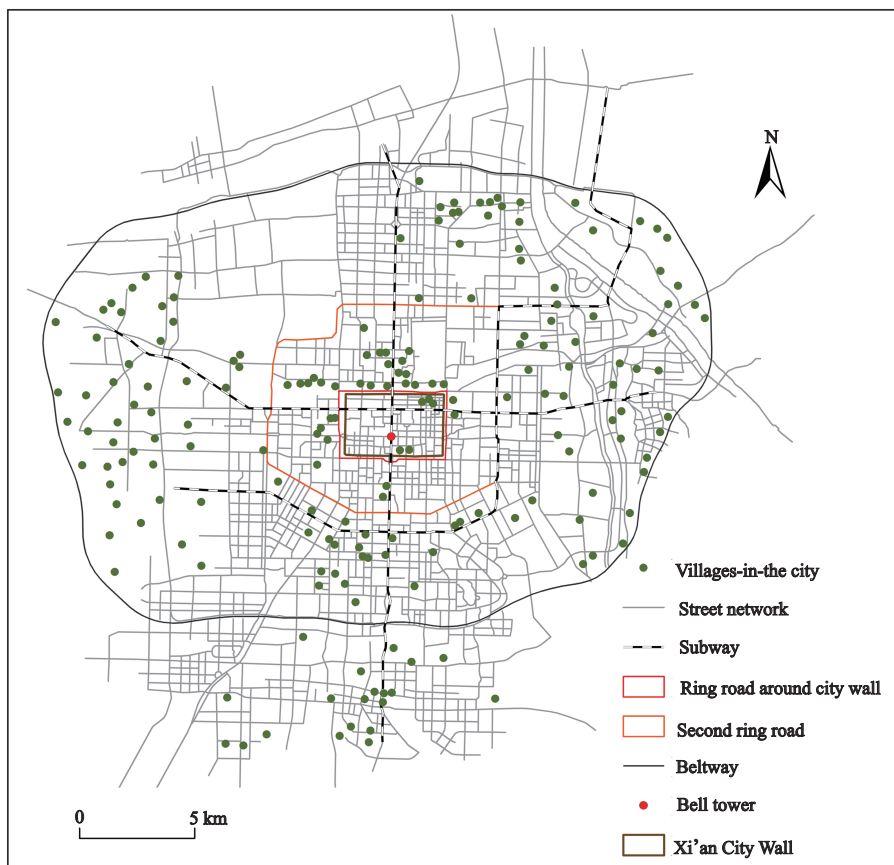 N
Villages-in-the city
Street network
Subway
Ring road around city wall
Second ring road
Beltway
Bell tower
Xi’an City Wall
0 5 km